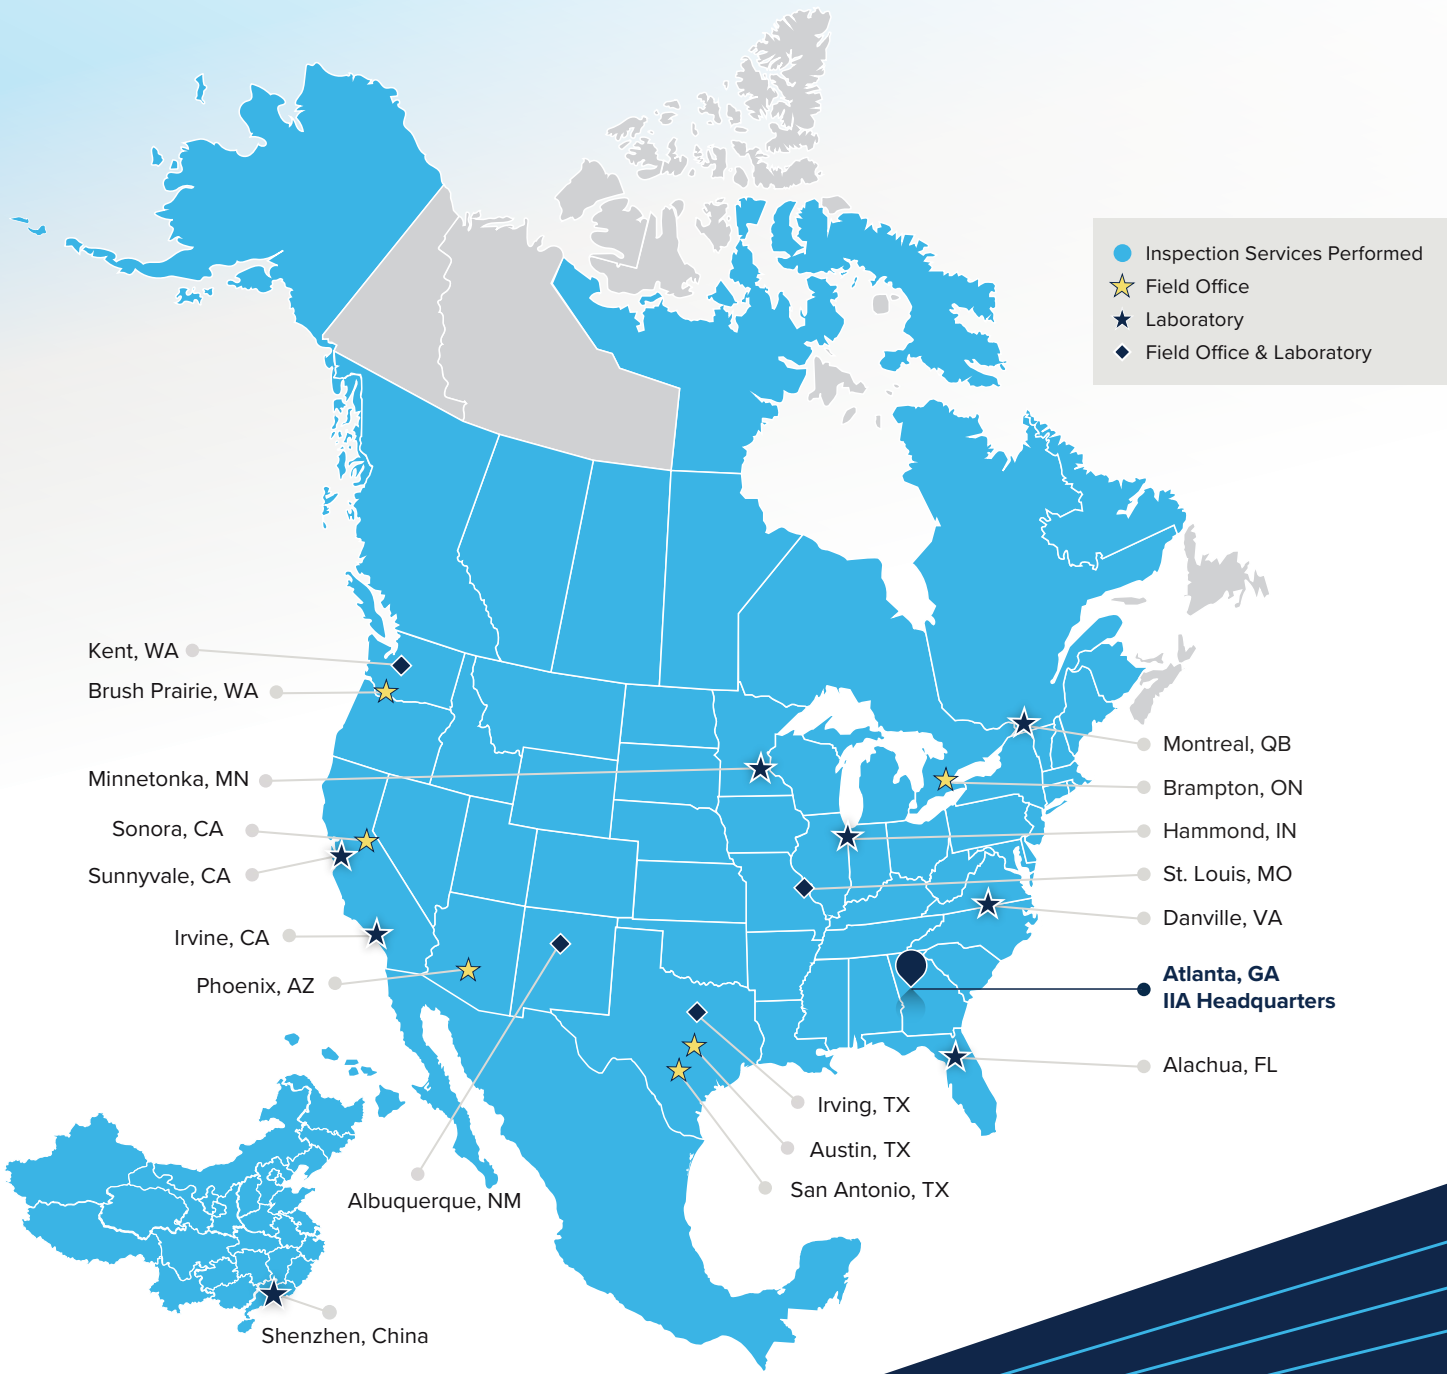 Inspection Services Performed
Field Office
Laboratory
Field Office & Laboratory
Kent, WA
Brush Prairie, WA
Minnetonka, MN
Sonora, CA
Sunnyvale, CA
Irvine, CA
Phoenix, AZ
Montreal, QB
Brampton, ON
Hammond, IN
St. Louis, MO
Danville, VA
Atlanta, GA
IIA Headquarters
Alachua, FL
Irving, TX
Austin, TX
San Antonio, TX
Albuquerque, NM
Shenzhen, China